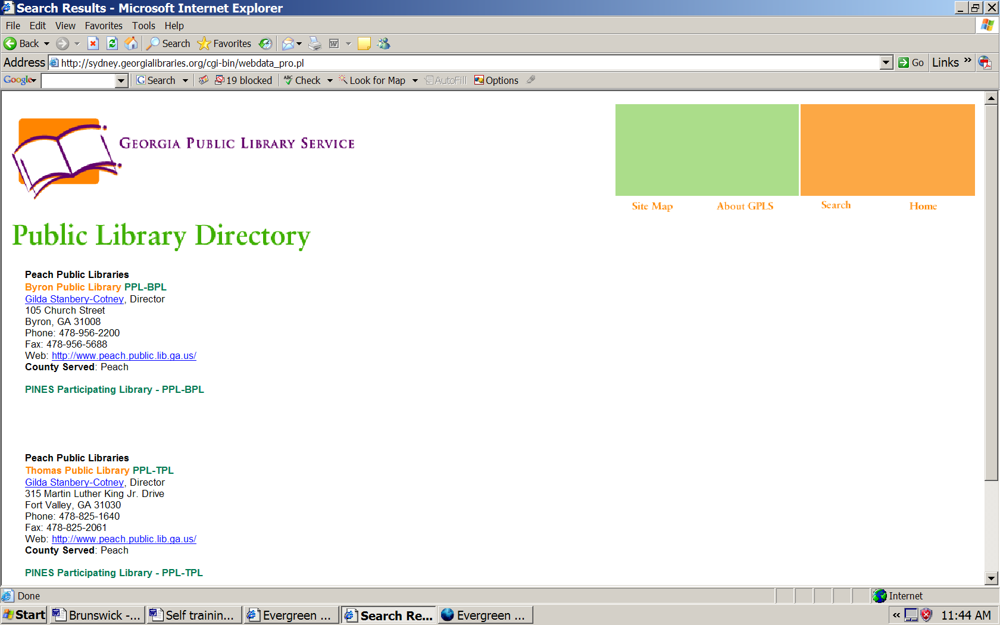 Search Results - Microsoft Internet Explorer
File Edit View Favorites Tools Help
Back Search Favorites
Address http://sydney.georgialibraries.org/cgi-bin/webdata_pro.pl Go Links »
Google Search 19 blocked ABC Check Look for Map AutoFill Options
GEORGIA PUBLIC LIBRARY SERVICE
Site Map About GPLS Search Home
Public Library Directory
Peach Public Libraries
Byron Public Library PPL-BPL
Gilda Stanbery-Cotney, Director
105 Church Street
Byron, GA 31008
Phone: 478-956-2200
Fax: 478-956-5688
Web: http://www.peach.public.lib.ga.us/
County Served: Peach
PINES Participating Library - PPL-BPL
Peach Public Libraries
Thomas Public Library PPL-TPL
Gilda Stanbery-Cotney, Director
315 Martin Luther King Jr. Drive
Fort Valley, GA 31030
Phone: 478-825-1640
Fax: 478-825-2061
Web: http://www.peach.public.lib.ga.us/
County Served: Peach
PINES Participating Library - PPL-TPL
Done Internet
Start Brunswick -... Self trainin... Evergreen ... Search Re... Evergreen ... « 11:44 AM